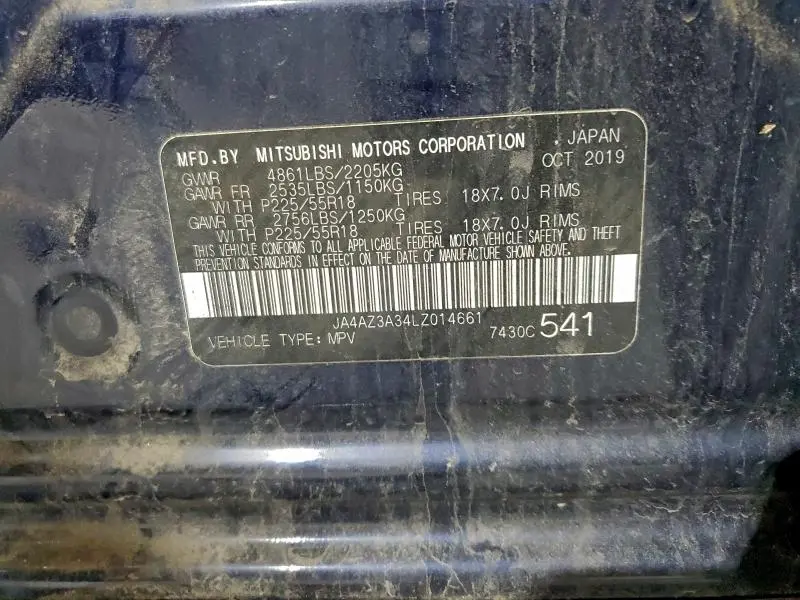 MFD.BY MITSUBISHI MOTORS CORPORATION . JAPAN
GVWR 4861LBS/2205KG OCT 2019
GAWR FR 2535LBS/1150KG
WITH P225/55R18 TIRES 18X7.0J RIMS
GAWR RR 2756LBS/1250KG
WITH P225/55R18 TIRES 18X7.0J RIMS
THIS VEHICLE CONFORMS TO ALL APPLICABLE FEDERAL MOTOR VEHICLE SAFETY AND THEFT
PREVENTION STANDARDS IN EFFECT ON THE DATE OF MANUFACTURE SHOWN ABOVE.
JA4AZ3A34LZ014661
VEHICLE TYPE: MPV 7430C 541